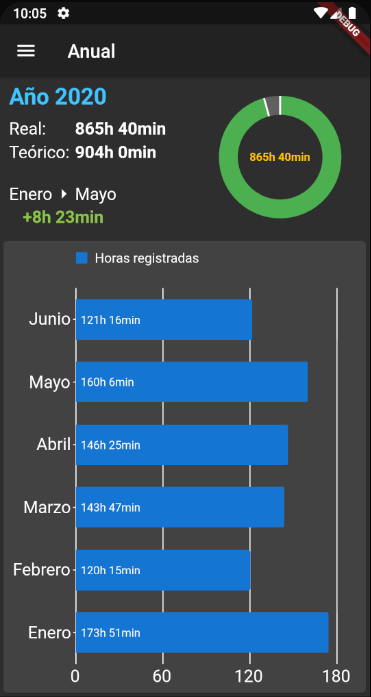 10:05
DEBUG
Anual
Año 2020
Real: 865h 40min
Teórico: 904h 0min
865h 40min
Enero Mayo
+8h 23min
Horas registradas
Junio 121h 16min
Mayo 160h 6min
Abril 146h 25min
Marzo 143h 47min
Febrero 120h 15min
Enero 173h 51min
0 60 120 180